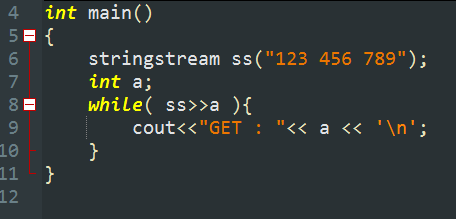 4 int main()
5 {
6 stringstream ss("123 456 789");
7 int a;
8 while( ss>>a ){
9 cout<<"GET : "<< a << '\n';
10 }
11 }
12